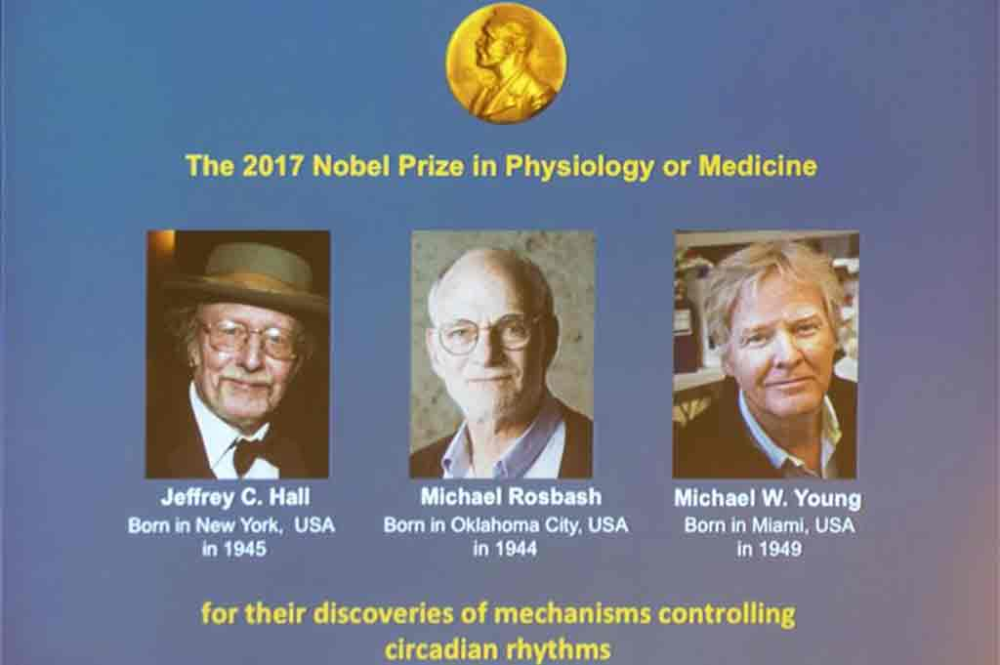 The 2017 Nobel Prize in Physiology or Medicine
Jeffrey C. Hall
Born in New York, USA
in 1945
Michael Rosbash
Born in Oklahoma City, USA
in 1944
Michael W. Young
Born in Miami, USA
in 1949
for their discoveries of mechanisms controlling
circadian rhythms